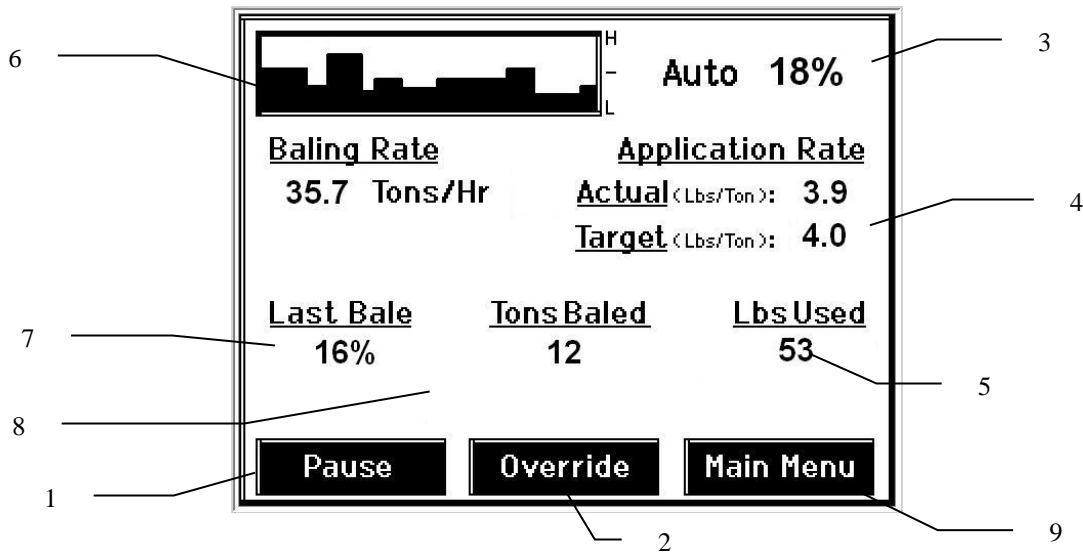 6
H
–
L
Auto 18%
3
Baling Rate
Application Rate
35.7 Tons/Hr
Actual (Lbs/Ton): 3.9
Target (Lbs/Ton): 4.0
4
Last Bale
Tons Baled
Lbs Used
7
16%
12
53
5
8
Pause
Override
Main Menu
1
2
9